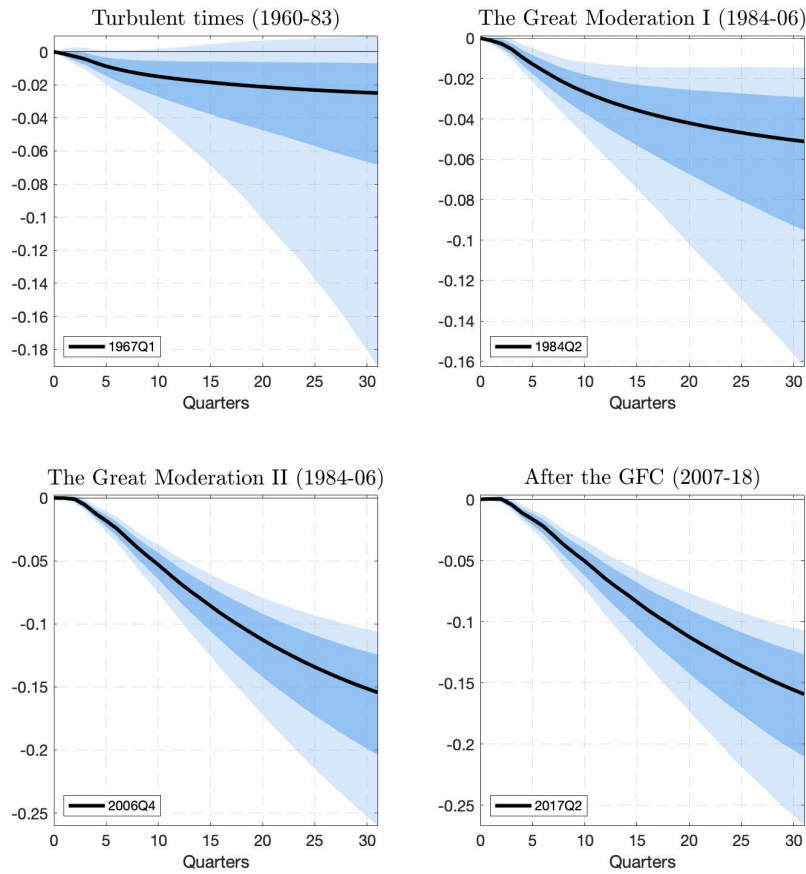 Turbulent times (1960-83)
0
-0.02
-0.04
-0.06
-0.08
-0.1
-0.12
-0.14
-0.16
-0.18
0 5 10 15 20 25 30
Quarters
1967Q1
The Great Moderation I (1984-06)
0
-0.02
-0.04
-0.06
-0.08
-0.1
-0.12
-0.14
-0.16
0 5 10 15 20 25 30
Quarters
1984Q2
The Great Moderation II (1984-06)
0
-0.05
-0.1
-0.15
-0.2
-0.25
0 5 10 15 20 25 30
Quarters
2006Q4
After the GFC (2007-18)
0
-0.05
-0.1
-0.15
-0.2
-0.25
0 5 10 15 20 25 30
Quarters
2017Q2